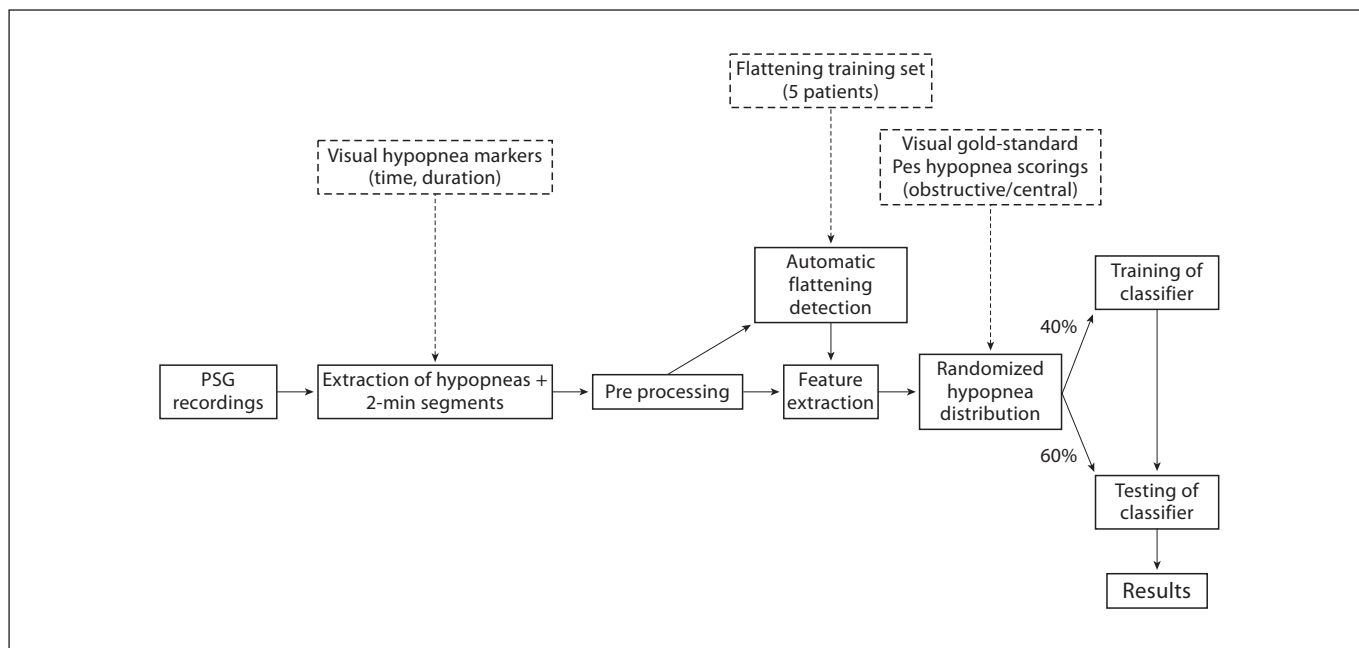 Flattening training set
(5 patients)
Visual hypopnea markers
(time, duration)
Visual gold-standard
Pes hypopnea scorings
(obstructive/central)
Automatic
flattening
detection
Training of
classifier
40%
PSG
recordings
Extraction of hypopneas +
2-min segments
Pre processing
Feature
extraction
Randomized
hypopnea
distribution
60%
Testing of
classifier
Results